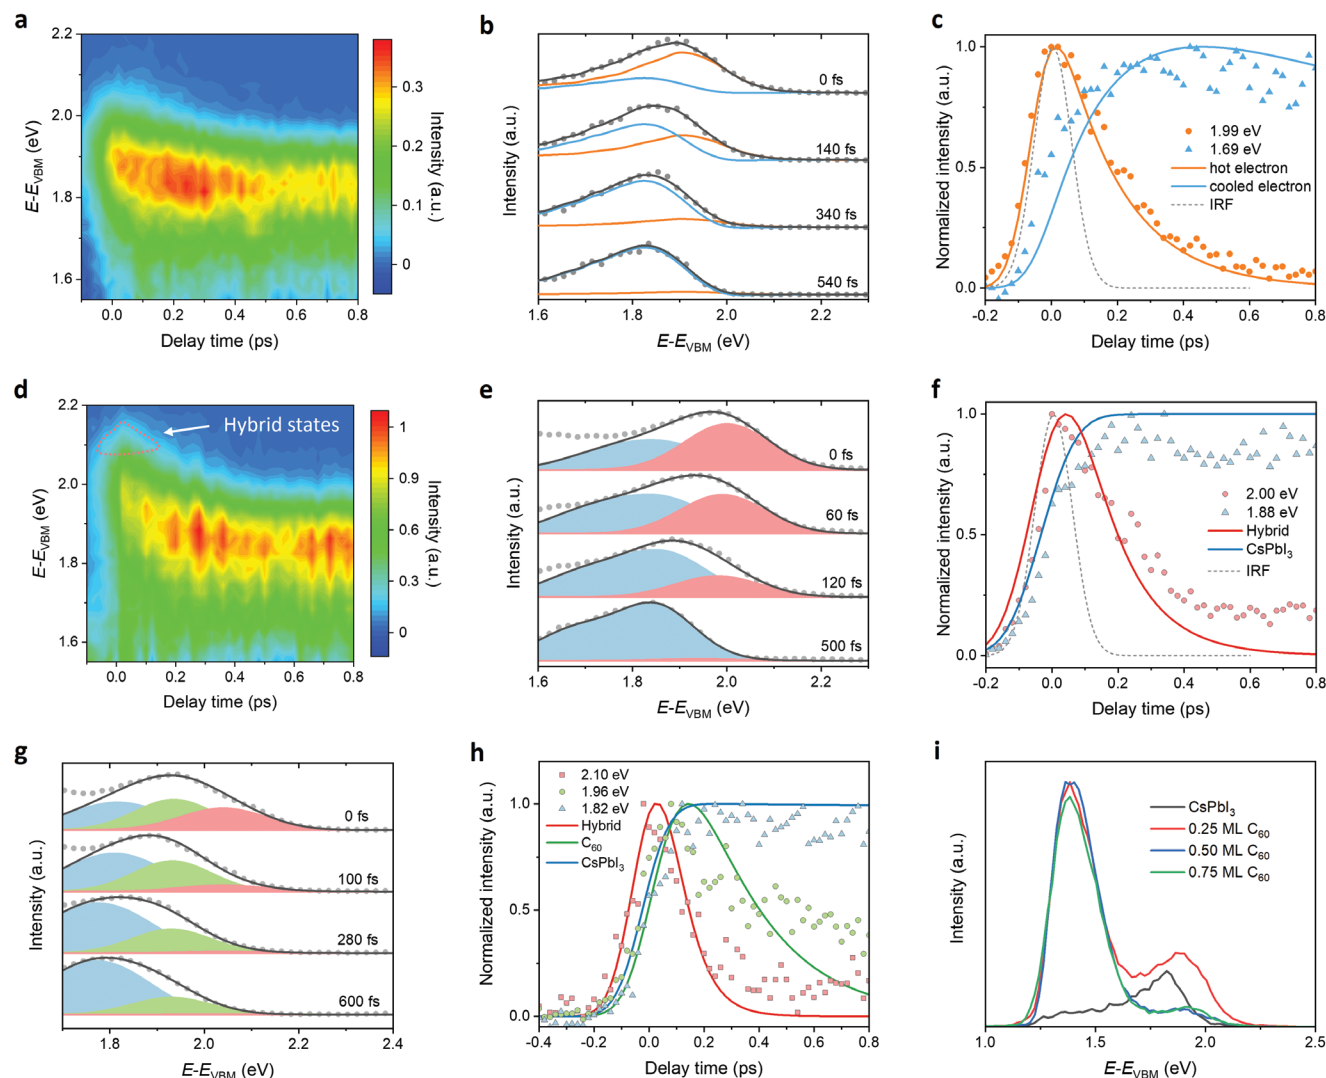 a
2.2
2.0
1.8
1.6
E-EVBM (eV)
0.0 0.2 0.4 0.6 0.8
Delay time (ps)
0.3
0.2
0.1
0
Intensity (a.u.)
b
Intensity (a.u.)
0 fs
140 fs
340 fs
540 fs
1.6 1.8 2.0 2.2
E-EVBM (eV)
c
Normalized intensity (a.u.)
1.0
0.5
0.0
1.99 eV
1.69 eV
hot electron
cooled electron
IRF
-0.2 0.0 0.2 0.4 0.6 0.8
Delay time (ps)
d
2.2
2.0
1.8
1.6
E-EVBM (eV)
Hybrid states
0.0 0.2 0.4 0.6 0.8
Delay time (ps)
1
0.9
0.6
0.3
0
Intensity (a.u.)
e
Intensity (a.u.)
0 fs
60 fs
120 fs
500 fs
1.6 1.8 2.0 2.2
E-EVBM (eV)
f
Normalized intensity (a.u.)
1.0
0.5
0.0
2.00 eV
1.88 eV
Hybrid
CsPbI3
IRF
-0.2 0.0 0.2 0.4 0.6 0.8
Delay time (ps)
g
Intensity (a.u.)
0 fs
100 fs
280 fs
600 fs
1.8 2.0 2.2 2.4
E-EVBM (eV)
h
Normalized intensity (a.u.)
1.0
0.5
0.0
2.10 eV
1.96 eV
1.82 eV
Hybrid
C60
CsPbI3
-0.4 -0.2 0.0 0.2 0.4 0.6 0.8
Delay time (ps)
i
Intensity (a.u.)
CsPbI3
0.25 ML C60
0.50 ML C60
0.75 ML C60
1.0 1.5 2.0 2.5
E-EVBM (eV)